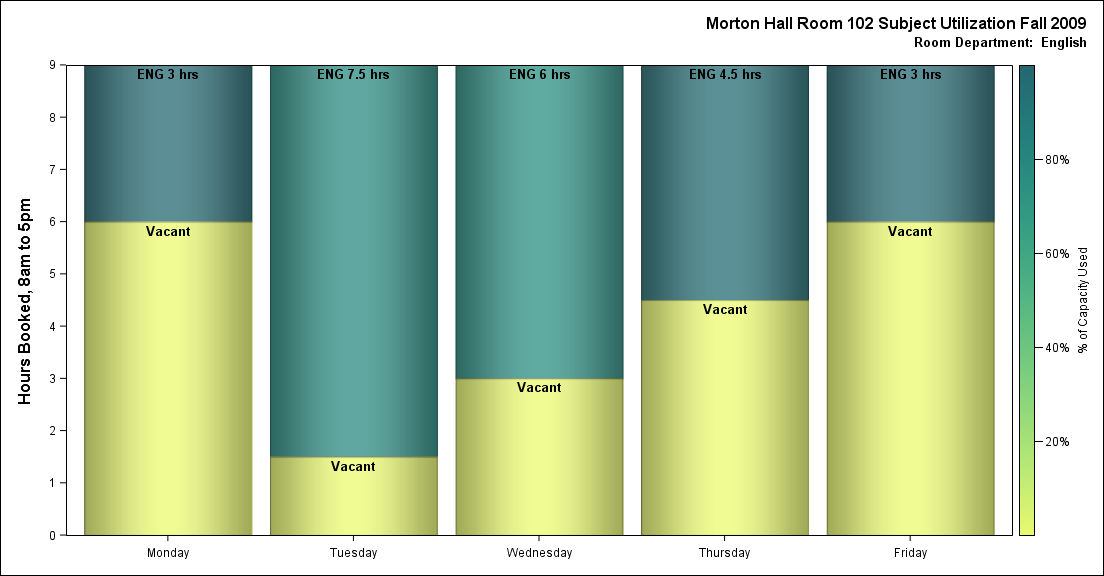 Morton Hall Room 102 Subject Utilization Fall 2009
Room Department: English
Hours Booked, 8am to 5pm
9
8
7
6
5
4
3
2
1
0
ENG 3 hrs
Vacant
ENG 7.5 hrs
Vacant
ENG 6 hrs
Vacant
ENG 4.5 hrs
Vacant
ENG 3 hrs
Vacant
Monday
Tuesday
Wednesday
Thursday
Friday
80%
60%
40%
20%
% of Capacity Used